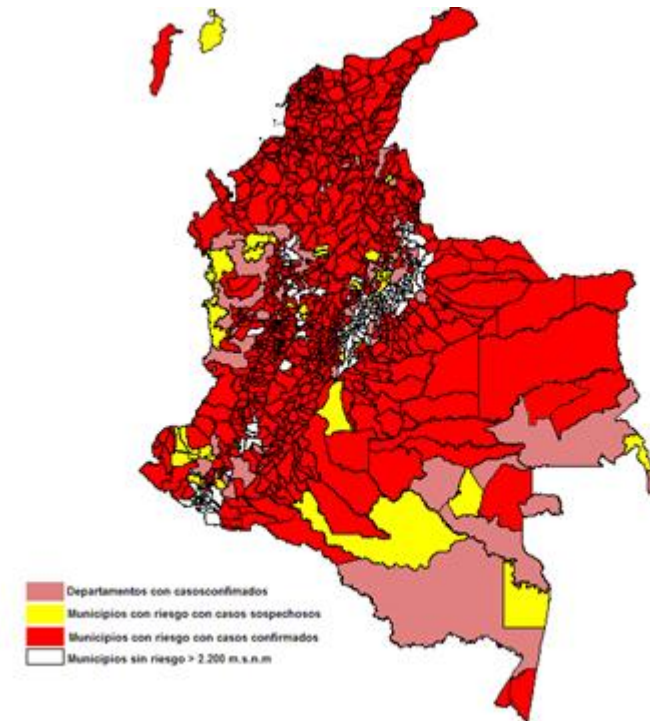 Departamentos con casosconfimados
Municipios con riesgo con casos sospechosos
Municipios con riesgo con casos confirmados
Municipios sin riesgo > 2.200 m.s.n.m